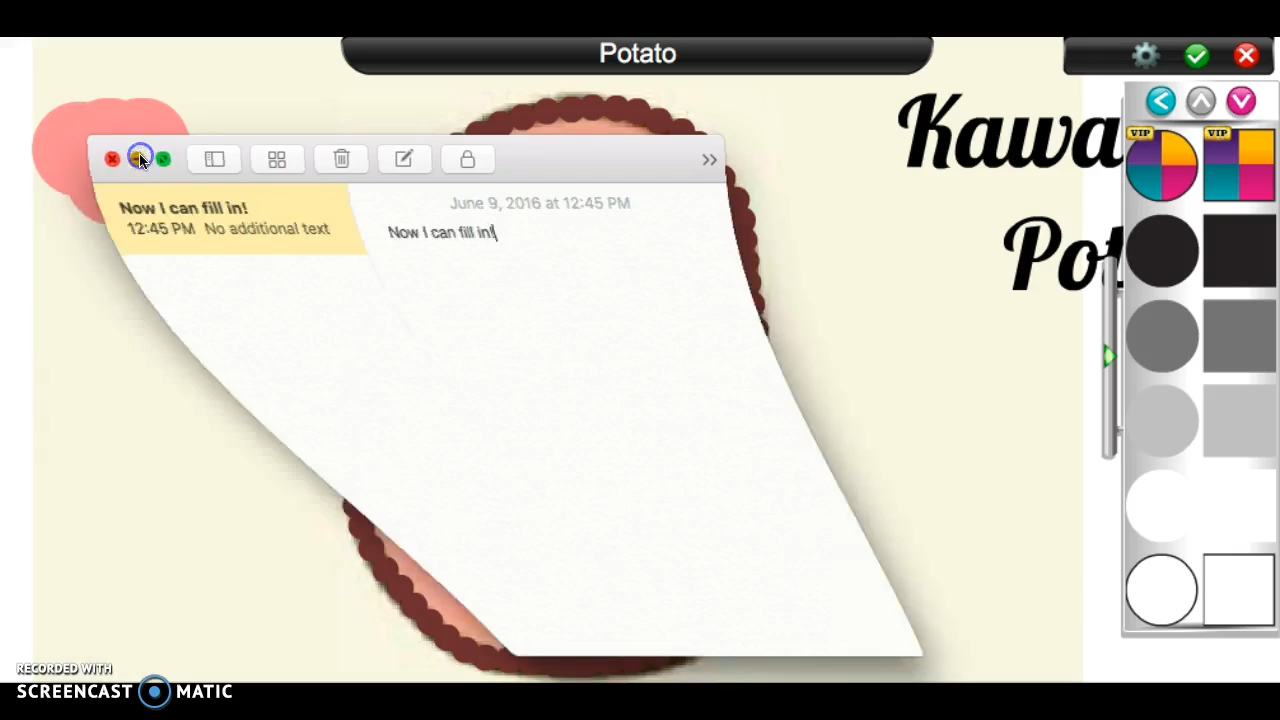 Potato
Kawa
Pot
VIP VIP
June 9, 2016 at 12:45 PM
Now I can fill in!
12:45 PM No additional text
Now I can fill in!
RECORDED WITH
SCREENCAST MATIC